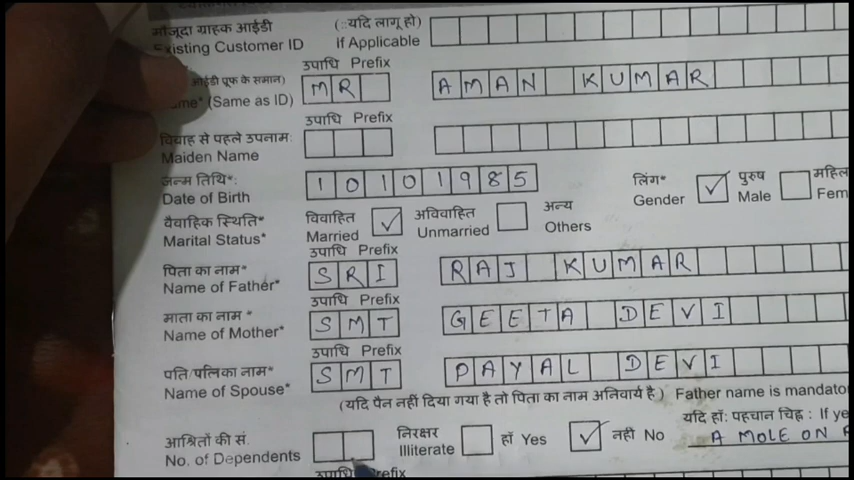 मौजूदा ग्राहक आईडी (यदि लागू हो)
Existing Customer ID If Applicable
उपाधि Prefix
आईडी प्रूफ के समान)
(Same as ID) MR AMAN KUMAR
उपाधि Prefix
विवाह से पहले उपनाम:
Maiden Name
जन्म तिथि*: लिंग* पुरुष
Date of Birth 10101985 Gender ✓ Male Fem
वैवाहिक स्थिति* विवाहित अविवाहित अन्य
Marital Status* Married ✓ Unmarried Others
उपाधि Prefix
पिता का नाम*
Name of Father* SRI RAJ KUMAR
उपाधि Prefix
माता का नाम*
Name of Mother* SMT GEETA DEVI
उपाधि Prefix
पति/पत्नि का नाम*
Name of Spouse* SMT PAYAL DEVI
(यदि पैन नहीं दिया गया है तो पिता का नाम अनिवार्य है) Father name is mandato
आश्रितों की सं. निरक्षर हाँ Yes ✓ नहीं No यदि हाँ: पहचान चिह्न: If ye
No. of Dependents Illiterate A MOLE ON
उपाधि Prefix